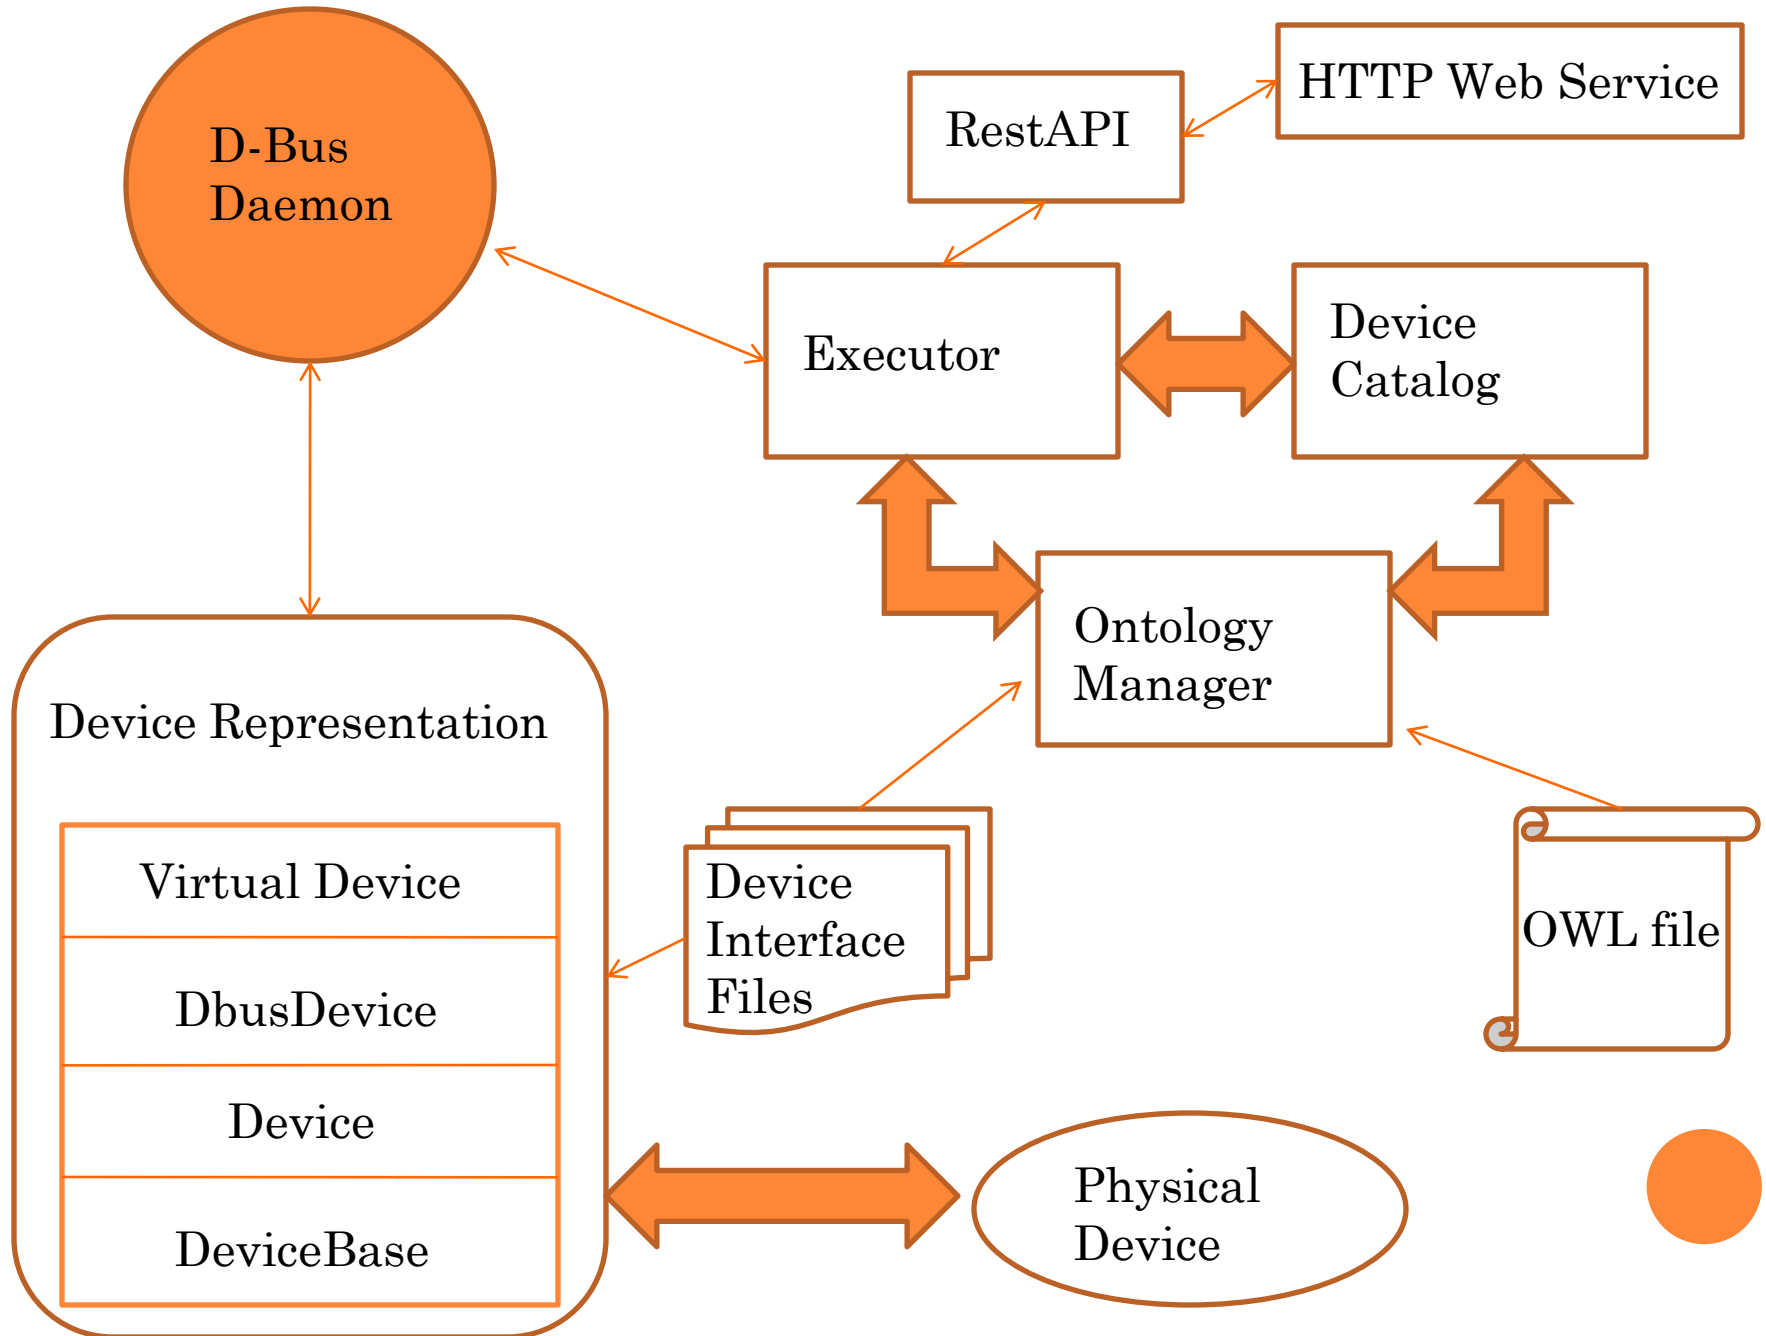 HTTP Web Service
RestAPI
D-Bus
Daemon
Executor
Device
Catalog
Ontology
Manager
Device Representation
Virtual Device
DbusDevice
Device
DeviceBase
Device
Interface
Files
OWL file
Physical
Device